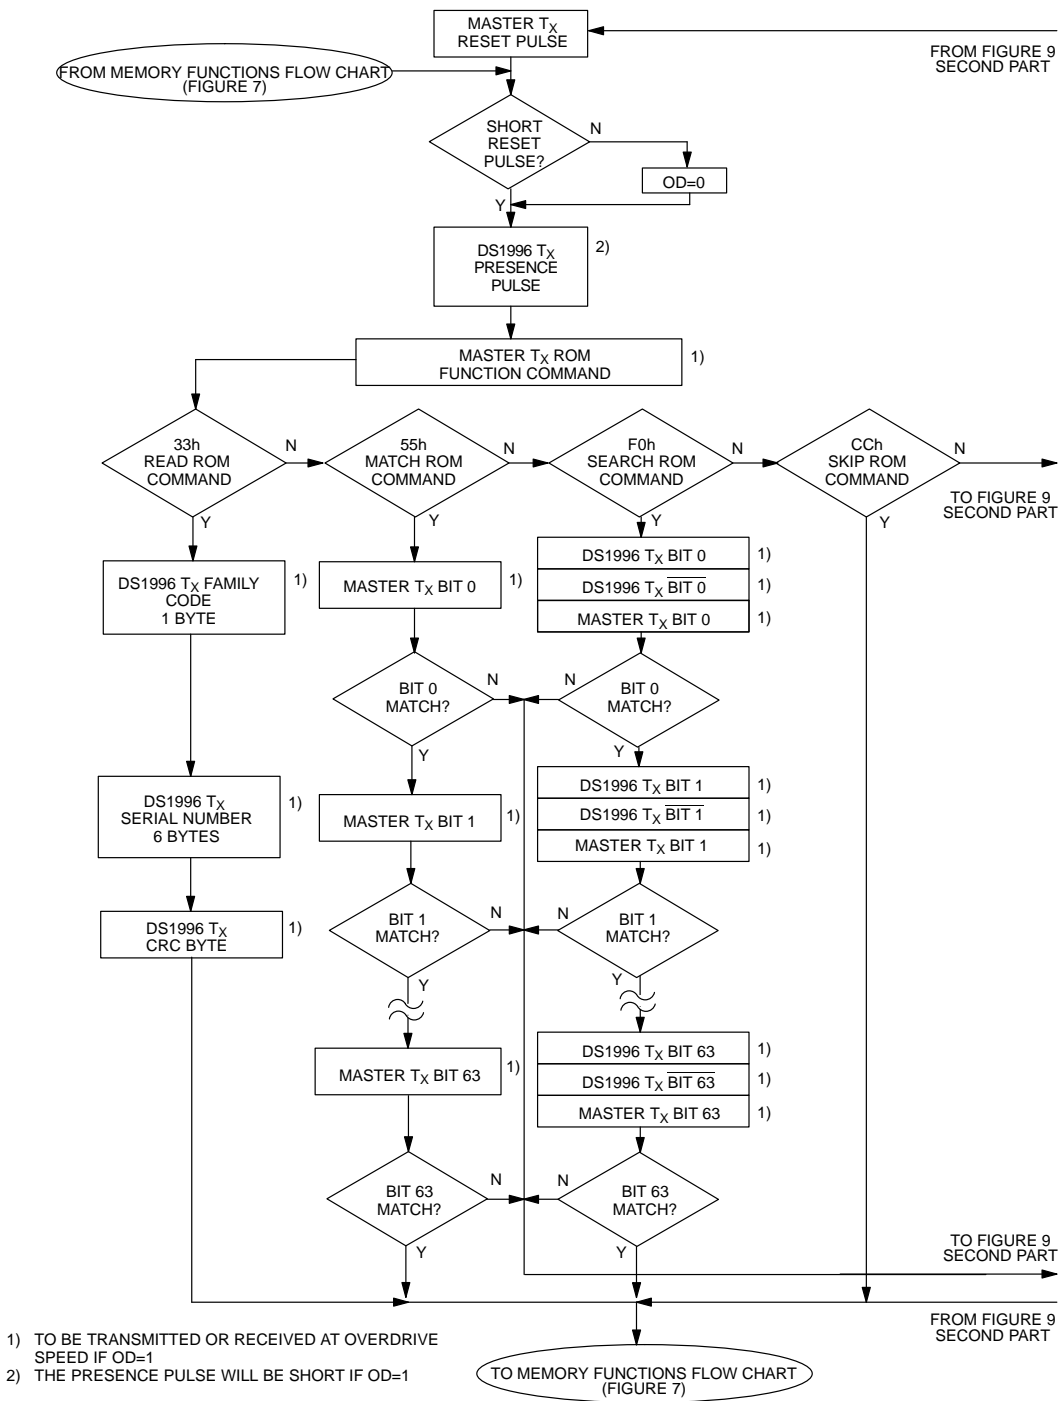 MASTER TX
RESET PULSE
FROM FIGURE 9
SECOND PART
FROM MEMORY FUNCTIONS FLOW CHART
(FIGURE 7)
SHORT
RESET
PULSE?
N
OD=0
Y
DS1996 TX
PRESENCE
PULSE
2)
MASTER TX ROM
FUNCTION COMMAND
1)
33h
READ ROM
COMMAND
N
Y
55h
MATCH ROM
COMMAND
N
Y
F0h
SEARCH ROM
COMMAND
N
Y
CCh
SKIP ROM
COMMAND
N
Y
TO FIGURE 9
SECOND PART
DS1996 TX FAMILY
CODE
1 BYTE
1)
MASTER TX BIT 0
1)
DS1996 TX BIT 0
1)
DS1996 TX BIT 0
1)
MASTER TX BIT 0
1)
BIT 0
MATCH?
N
Y
N
BIT 0
MATCH?
Y
DS1996 TX
SERIAL NUMBER
6 BYTES
1)
MASTER TX BIT 1
1)
DS1996 TX BIT 1
1)
DS1996 TX BIT 1
1)
MASTER TX BIT 1
1)
DS1996 TX
CRC BYTE
1)
BIT 1
MATCH?
N
Y
N
BIT 1
MATCH?
Y
MASTER TX BIT 63
1)
DS1996 TX BIT 63
1)
DS1996 TX BIT 63
1)
MASTER TX BIT 63
1)
BIT 63
MATCH?
N
Y
N
BIT 63
MATCH?
Y
TO FIGURE 9
SECOND PART
FROM FIGURE 9
SECOND PART
1) TO BE TRANSMITTED OR RECEIVED AT OVERDRIVE
SPEED IF OD=1
2) THE PRESENCE PULSE WILL BE SHORT IF OD=1
TO MEMORY FUNCTIONS FLOW CHART
(FIGURE 7)